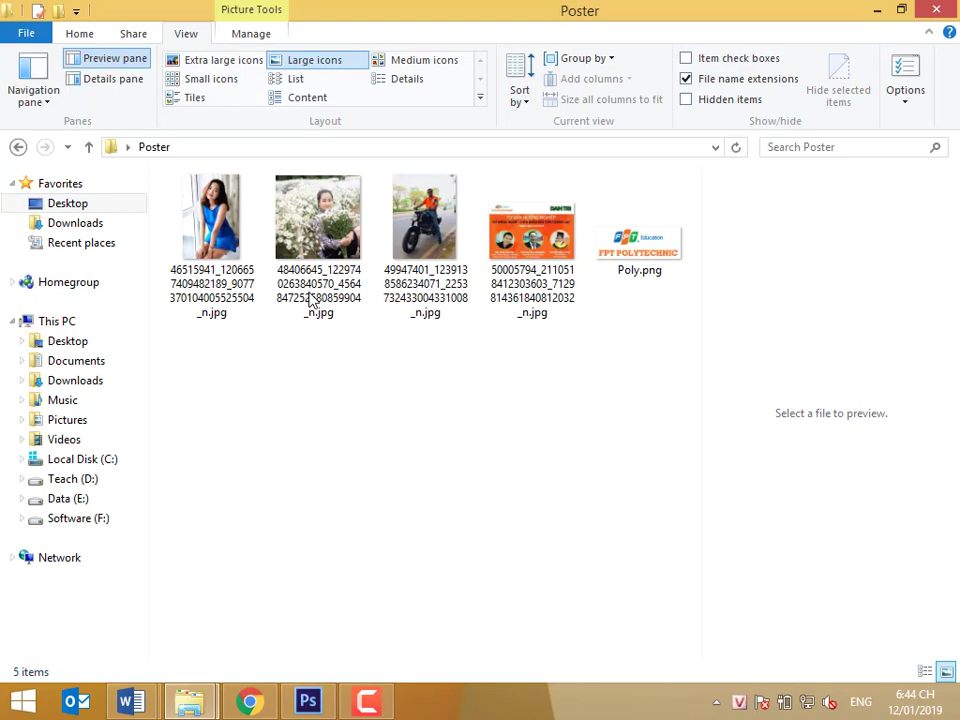 Picture Tools
Poster
File
Home
Share
View
Manage
Navigation pane
Preview pane
Details pane
Panes
Extra large icons
Large icons
Medium icons
Small icons
List
Details
Tiles
Content
Layout
Sort by
Group by
Add columns
Size all columns to fit
Current view
Item check boxes
File name extensions
Hidden items
Hide selected items
Show/hide
Options
Poster
Search Poster
Favorites
Desktop
Downloads
Recent places
Homegroup
This PC
Desktop
Documents
Downloads
Music
Pictures
Videos
Local Disk (C:)
Teach (D:)
Data (E:)
Software (F:)
Network
46515941_120665
7409482189_9077
370104005525504
_n.jpg
48406645_122974
0263840570_4564
_n.jpg
49947401_123913
8586234071_2253
732433004331008
_n.jpg
DAN TRI
50005794_211051
8412303603_7129
814361840812032
_n.jpg
FPT Education
FPT POLYTECHNIC
Poly.png
Select a file to preview.
5 items
Ps
ENG
6:44 CH
12/01/2019